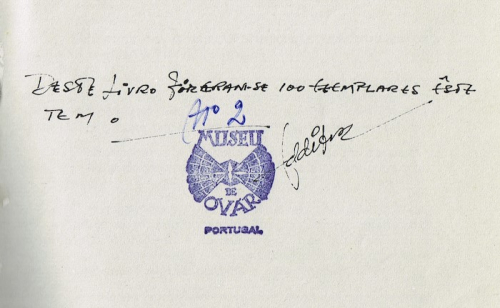 DESTE LIVRO FIZERAM-SE 100 EXEMPLARES ÊSTE
TEM O
Nº 2
MUSEU
DE
OVAR
PORTUGAL